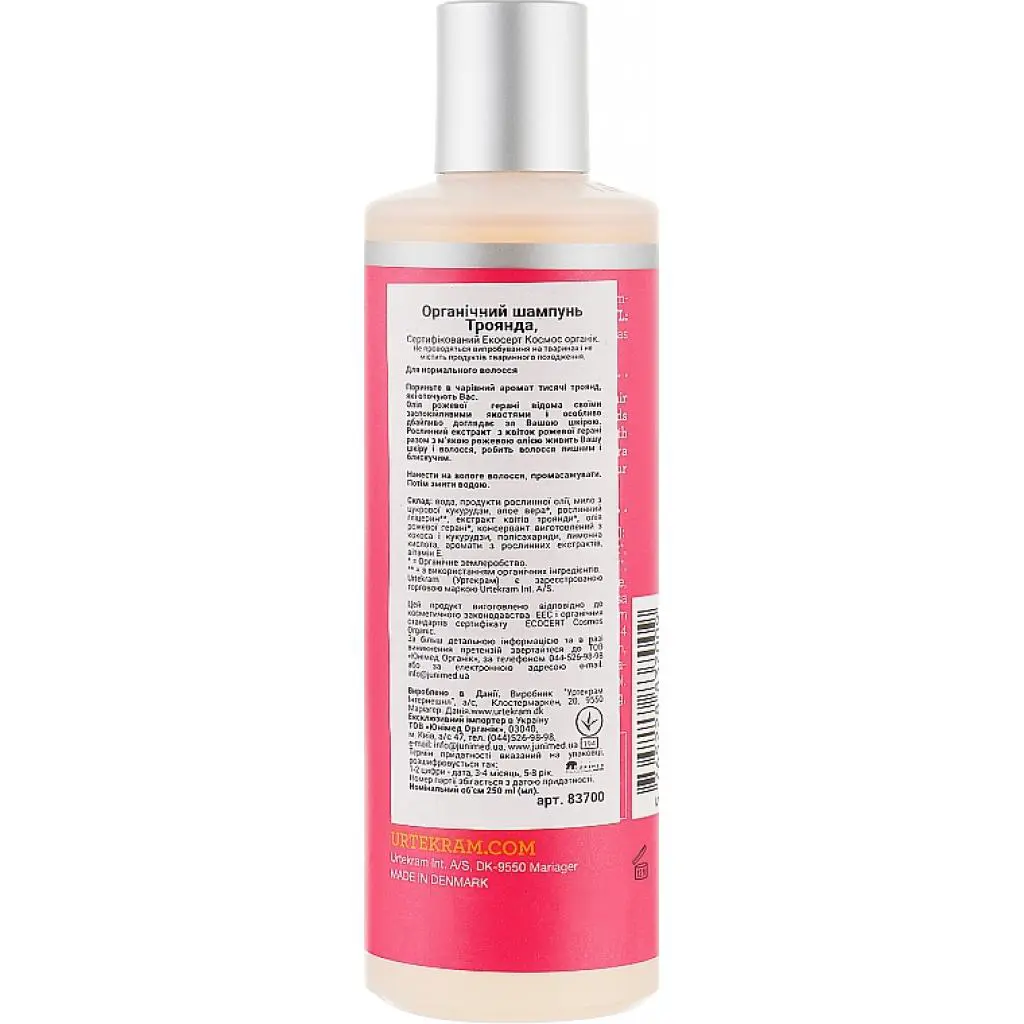 Органічний шампунь
Троянда,
Сертифікований Екосерт Космос органік.
Не проводяться випробування на тваринах і не
містить продуктів тваринного походження.
Для нормального волосся
Пориньте в чарівний аромат тисячі троянд,
які оточують Вас.
Олія рожевої герані відома своїми
заспокійливими якостями і особливо
дбайливо доглядає за Вашою шкірою.
Рослинний екстракт з квіток рожевої герані
разом з м'якою рожевою олією живить Вашу
шкіру і волосся, робить волосся пишним і
блискучим.
Нанести на вологе волосся, промасажувати.
Потім змити водою.
Склад: вода, продукти рослинної олії, мило з
цукрової кукурудзи, алое вера*, рослинний
гліцерин**, екстракт квітів троянди*, олія
рожевої герані*, консервант виготовлений з
кокоса і кукурудзи, полісахариди, лимонна
кислота, аромати з рослинних екстрактів,
вітамін Е.
* = Органічне землеробство.
** = з використанням органічних інгредієнтів.
Urtekram (Уртекрам) є зареєстрованою
торговою маркою Urtekram Int. A/S.
Цей продукт виготовлено відповідно до
косметичного законодавства ЕЕС і органічних
стандартів сертифікату ECOCERT Cosmos
Organic.
За більш детальною інформацією та в разі
виникнення претензій звертайтеся до ТОВ
«Юнімед Органік», за телефоном 044-526-98-98
або за електронною адресою e-mail:
info@junimed.ua
Вироблено в Данії, Виробник "Уртекрам
Інтернешнл", а/с, Клостермаркен, 20, 9550
Маріагер, Данія.www.urtekram.dk
Ексклюзивний імпортер в Україну
ТОВ «Юнімед Органік», 03040,
м. Київ, а/с 47, тел. (044)526-98-98,
e-mail: info@junimed.ua, www.junimed.ua
Термін придатності вказаний на упаковці,
розшифровується так:
1-2 цифри - дата, 3-4 місяць, 5-8 рік.
Номер партії збігається з датою придатності.
Номінальний об'єм 250 ml (мл).
арт. 83700
URTEKRAM.COM
Urtekram Int. A/S, DK-9550 Mariager
MADE IN DENMARK